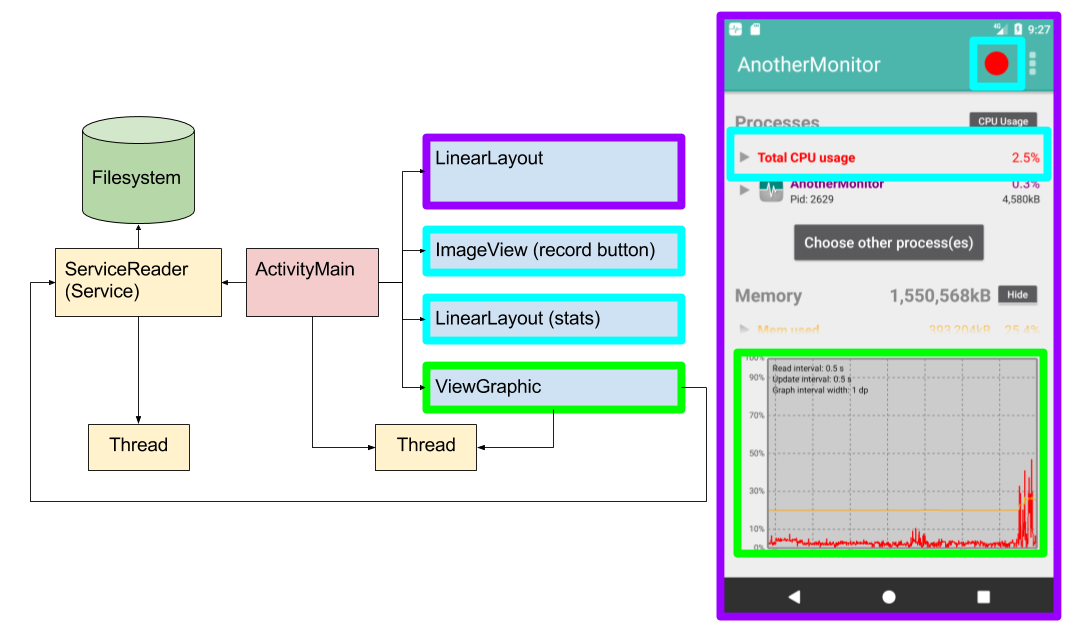 Filesystem
ServiceReader
(Service)
ActivityMain
LinearLayout
ImageView (record button)
LinearLayout (stats)
ViewGraphic
Thread
Thread
4G
9:27
AnotherMonitor
Processes
CPU Usage
Total CPU usage
2.5%
AnotherMonitor
0.3%
Pid: 2629
4,580kB
Choose other process(es)
Memory
1,550,568kB
Hide
Mem used
393,204kB
25.4%
100%
90%
70%
50%
30%
10%
0%
Read interval: 0.5 s
Update interval: 0.5 s
Graph interval width: 1 dp